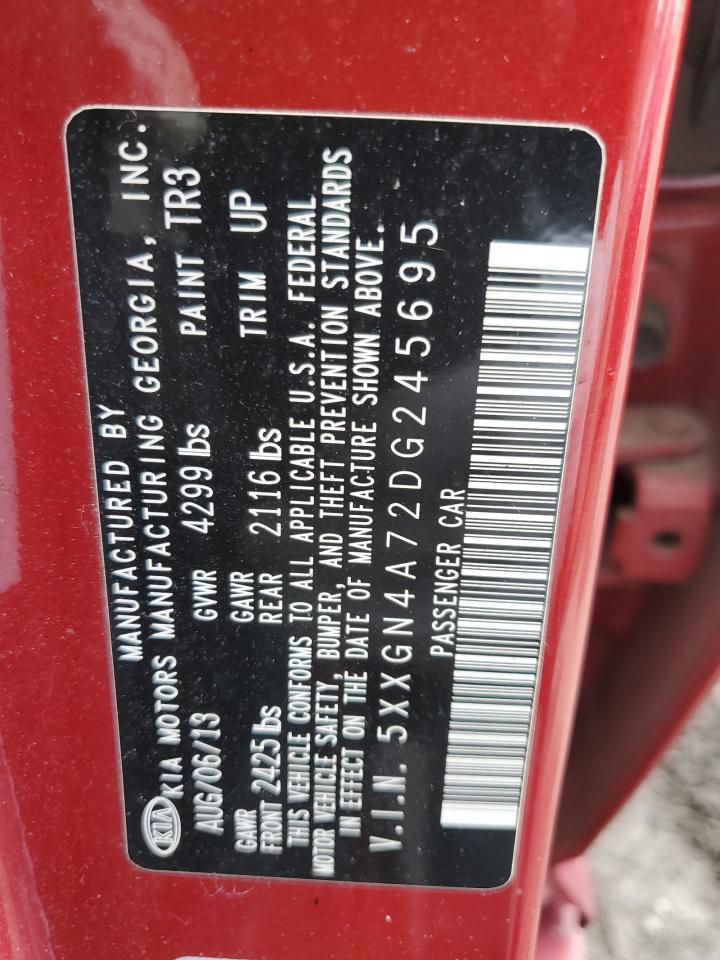 MANUFACTURED BY
KIA KIA MOTORS MANUFACTURING GEORGIA, INC.
AUG/06/13 GVWR 4299 lbs PAINT TR3
GAWR FRONT 2425 lbs GAWR REAR 2116 lbs TRIM UP
THIS VEHICLE CONFORMS TO ALL APPLICABLE U.S.A. FEDERAL
MOTOR VEHICLE SAFETY, BUMPER, AND THEFT PREVENTION STANDARDS
IN EFFECT ON THE DATE OF MANUFACTURE SHOWN ABOVE.
V.I.N. 5XXGN4A72DG245695
PASSENGER CAR